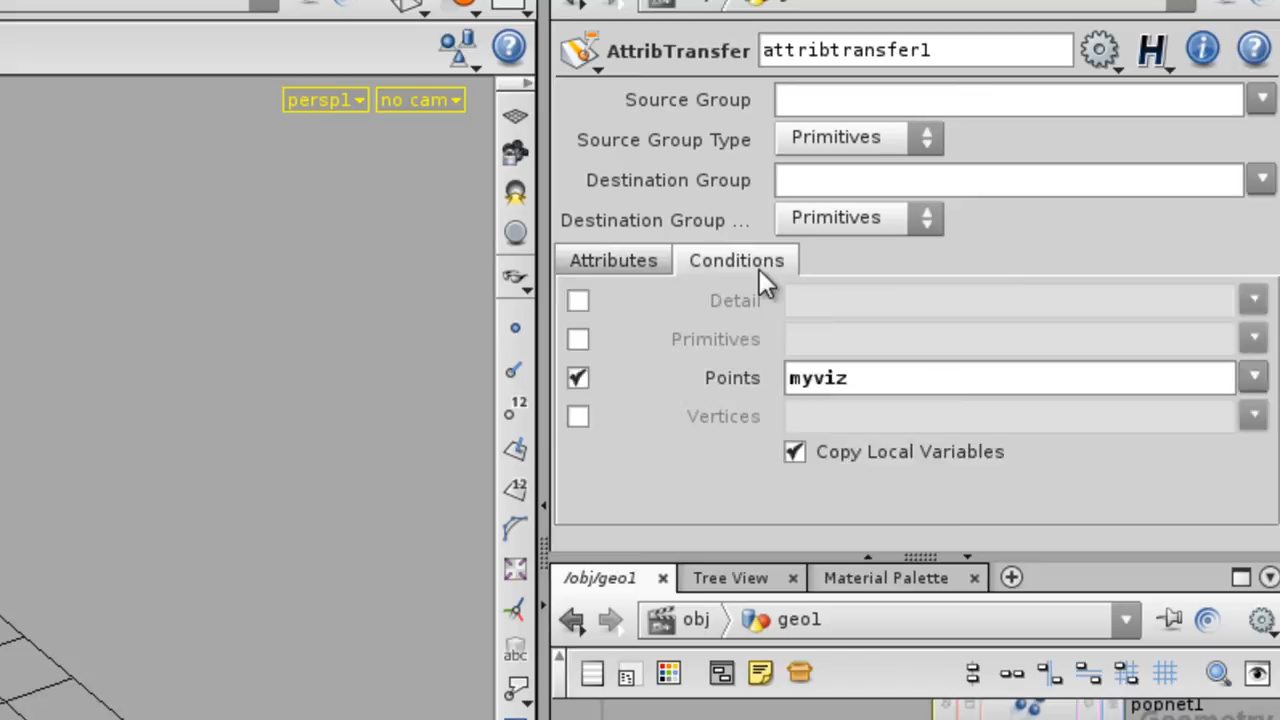 persp1 no cam
AttribTransfer attribtransfer1
Source Group
Source Group Type Primitives
Destination Group
Destination Group ... Primitives
Attributes Conditions
Detail
Primitives
Points myviz
Vertices
Copy Local Variables
12
12
abc
/obj/geo1 Tree View Material Palette
obj geo1
popnet1